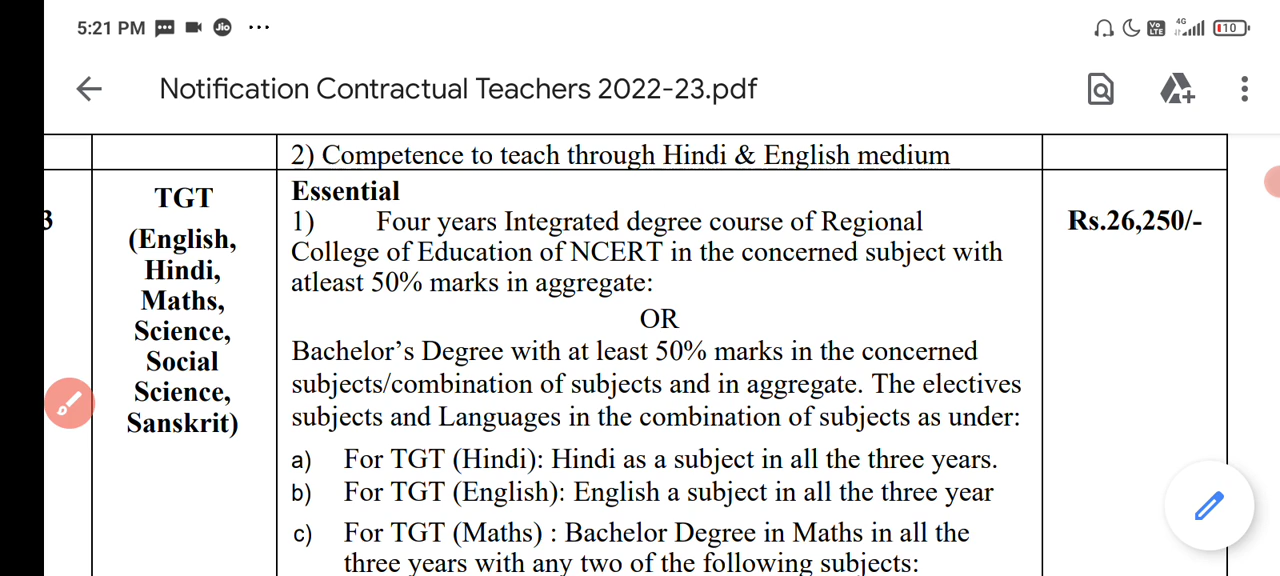 5:21 PM Jio ...
Vo LTE 4G 10
Notification Contractual Teachers 2022-23.pdf
2) Competence to teach through Hindi & English medium
3
TGT
(English,
Hindi,
Maths,
Science,
Social
Science,
Sanskrit)
Essential
1) Four years Integrated degree course of Regional
College of Education of NCERT in the concerned subject with
atleast 50% marks in aggregate:
OR
Bachelor’s Degree with at least 50% marks in the concerned
subjects/combination of subjects and in aggregate. The electives
subjects and Languages in the combination of subjects as under:
a) For TGT (Hindi): Hindi as a subject in all the three years.
b) For TGT (English): English a subject in all the three year
c) For TGT (Maths) : Bachelor Degree in Maths in all the
three years with any two of the following subjects:
Rs.26,250/-